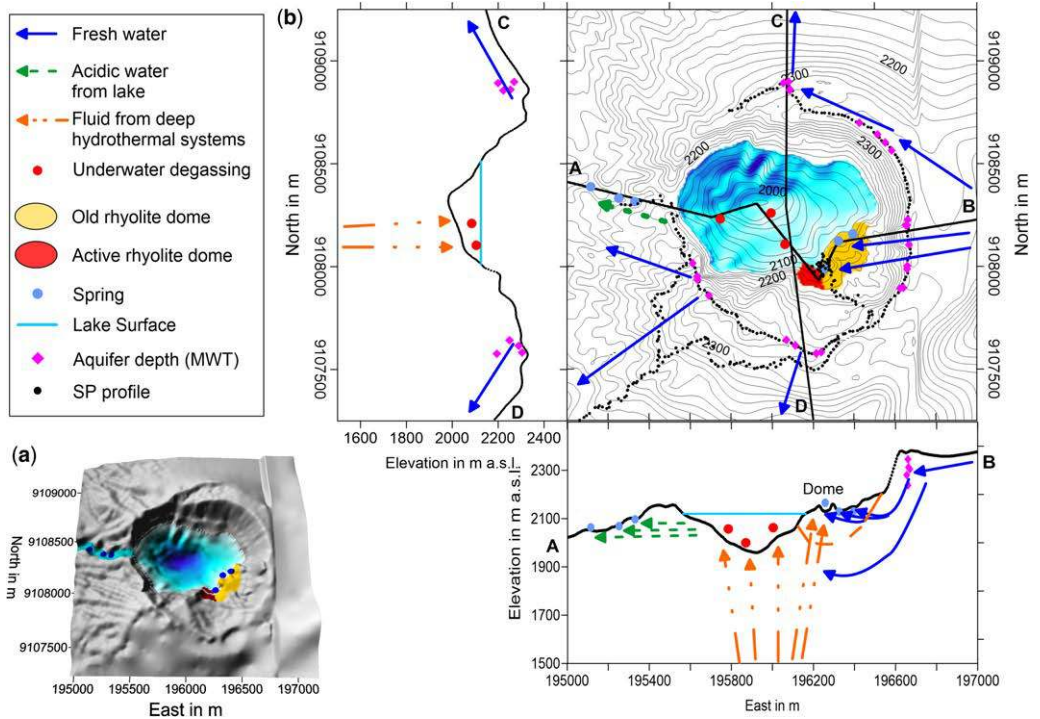 Fresh water
Acidic water
from lake
Fluid from deep
hydrothermal systems
Underwater degassing
Old rhyolite dome
Active rhyolite dome
Spring
Lake Surface
Aquifer depth (MWT)
SP profile
(b)
C
D
9109000
9108500
9108000
9107500
North in m
1600 1800 2000 2200 2400
Elevation in m a.s.l.
C
2200
2300
2200
2300
2000
2100
2200
2300
A
B
D
9109000
9108500
9108000
9107500
North in m
(a)
9109000
9108500
9108000
9107500
North in m
195000 195500 196000 196500 197000
East in m
2300
2100
1900
1700
1500
Elevation in m a.s.l.
A
Dome
B
195000 195400 195800 196200 196600 197000
East in m